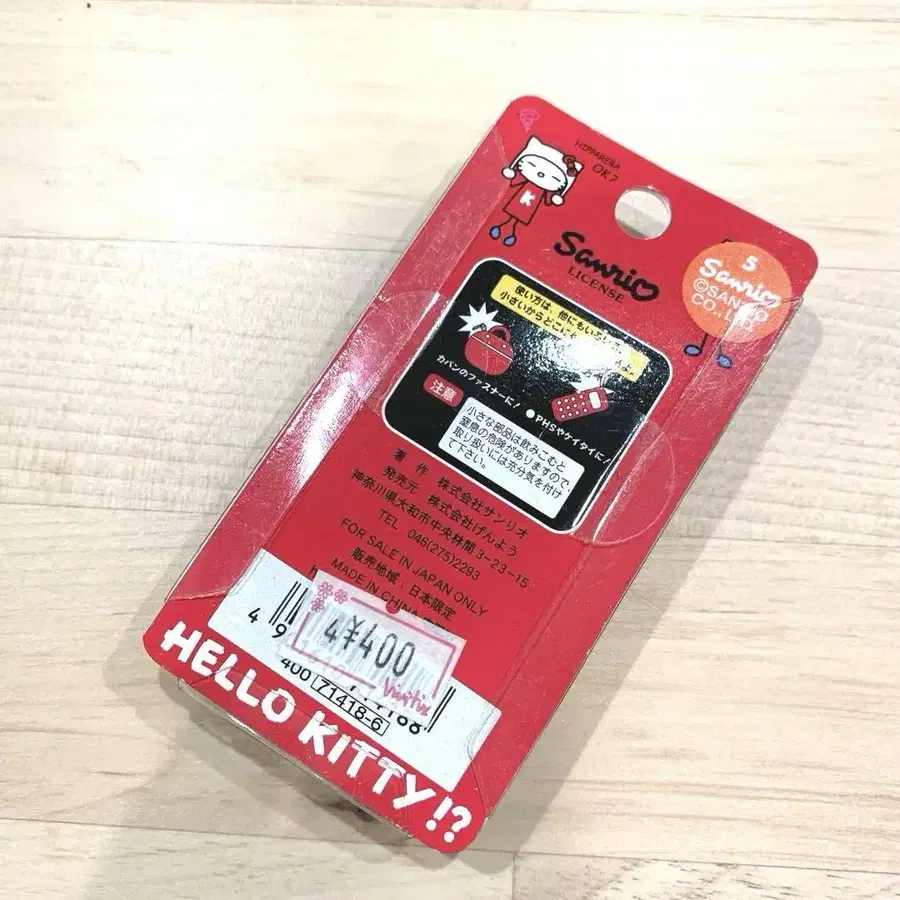 HIPPAREBA
OK?
Sanrio
LICENSE
5
Sanrio
©SANRIO
CO., LTD.
使い方は、他にも
小さいからどこに
カバンのファスナーに!
PHSやケイタイに!
注意
小さな部品は飲みこむと
窒息の危険がありますので、
取り扱いには充分気を付け
て下さい。
著 作 株式会社サンリオ
発売元 株式会社げんよう
神奈川県大和市中央林間3-23-15
TEL 046(275)2293
FOR SALE IN JAPAN ONLY
販売地域:日本限定
MADE IN CHINA
4¥400
4 9
400 71418-6
HELLO KITTY!?